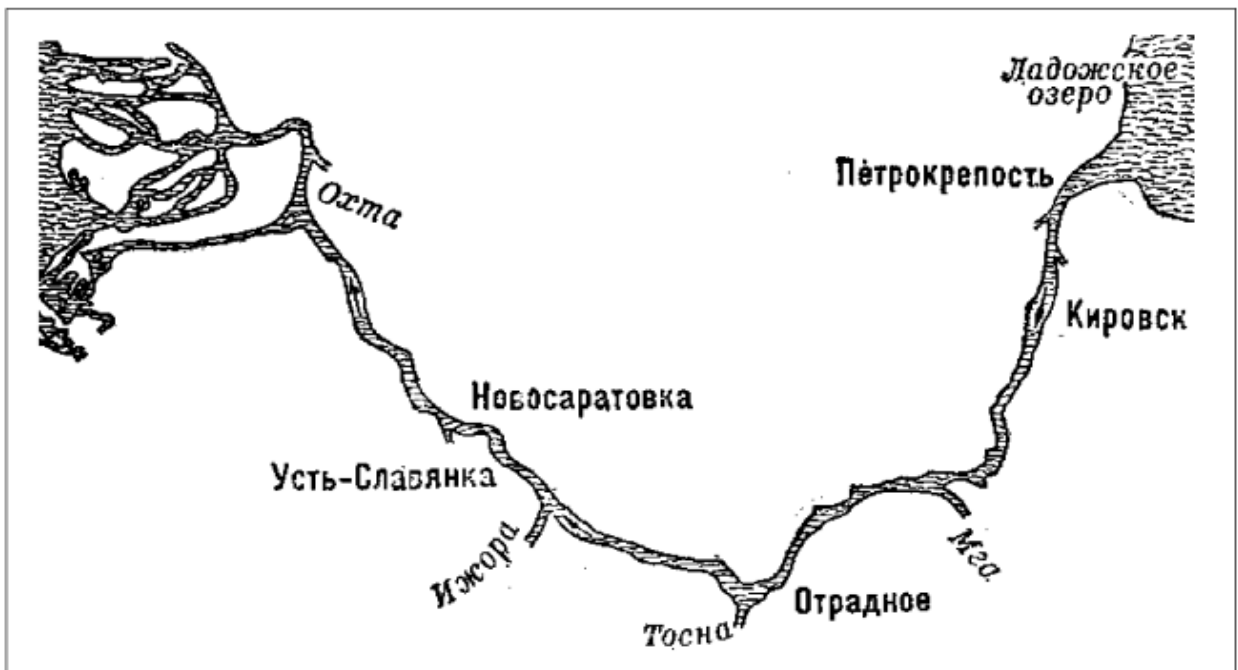 Ладожское
озеро
Петрокрепость
Охта
Кировск
Новосаратовка
Усть-Славянка
Ижора
Мга
Отрадное
Тосна